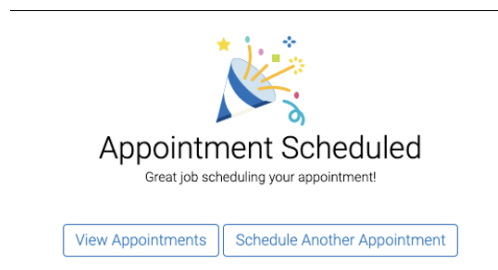 Appointment Scheduled
Great job scheduling your appointment!
View Appointments
Schedule Another Appointment